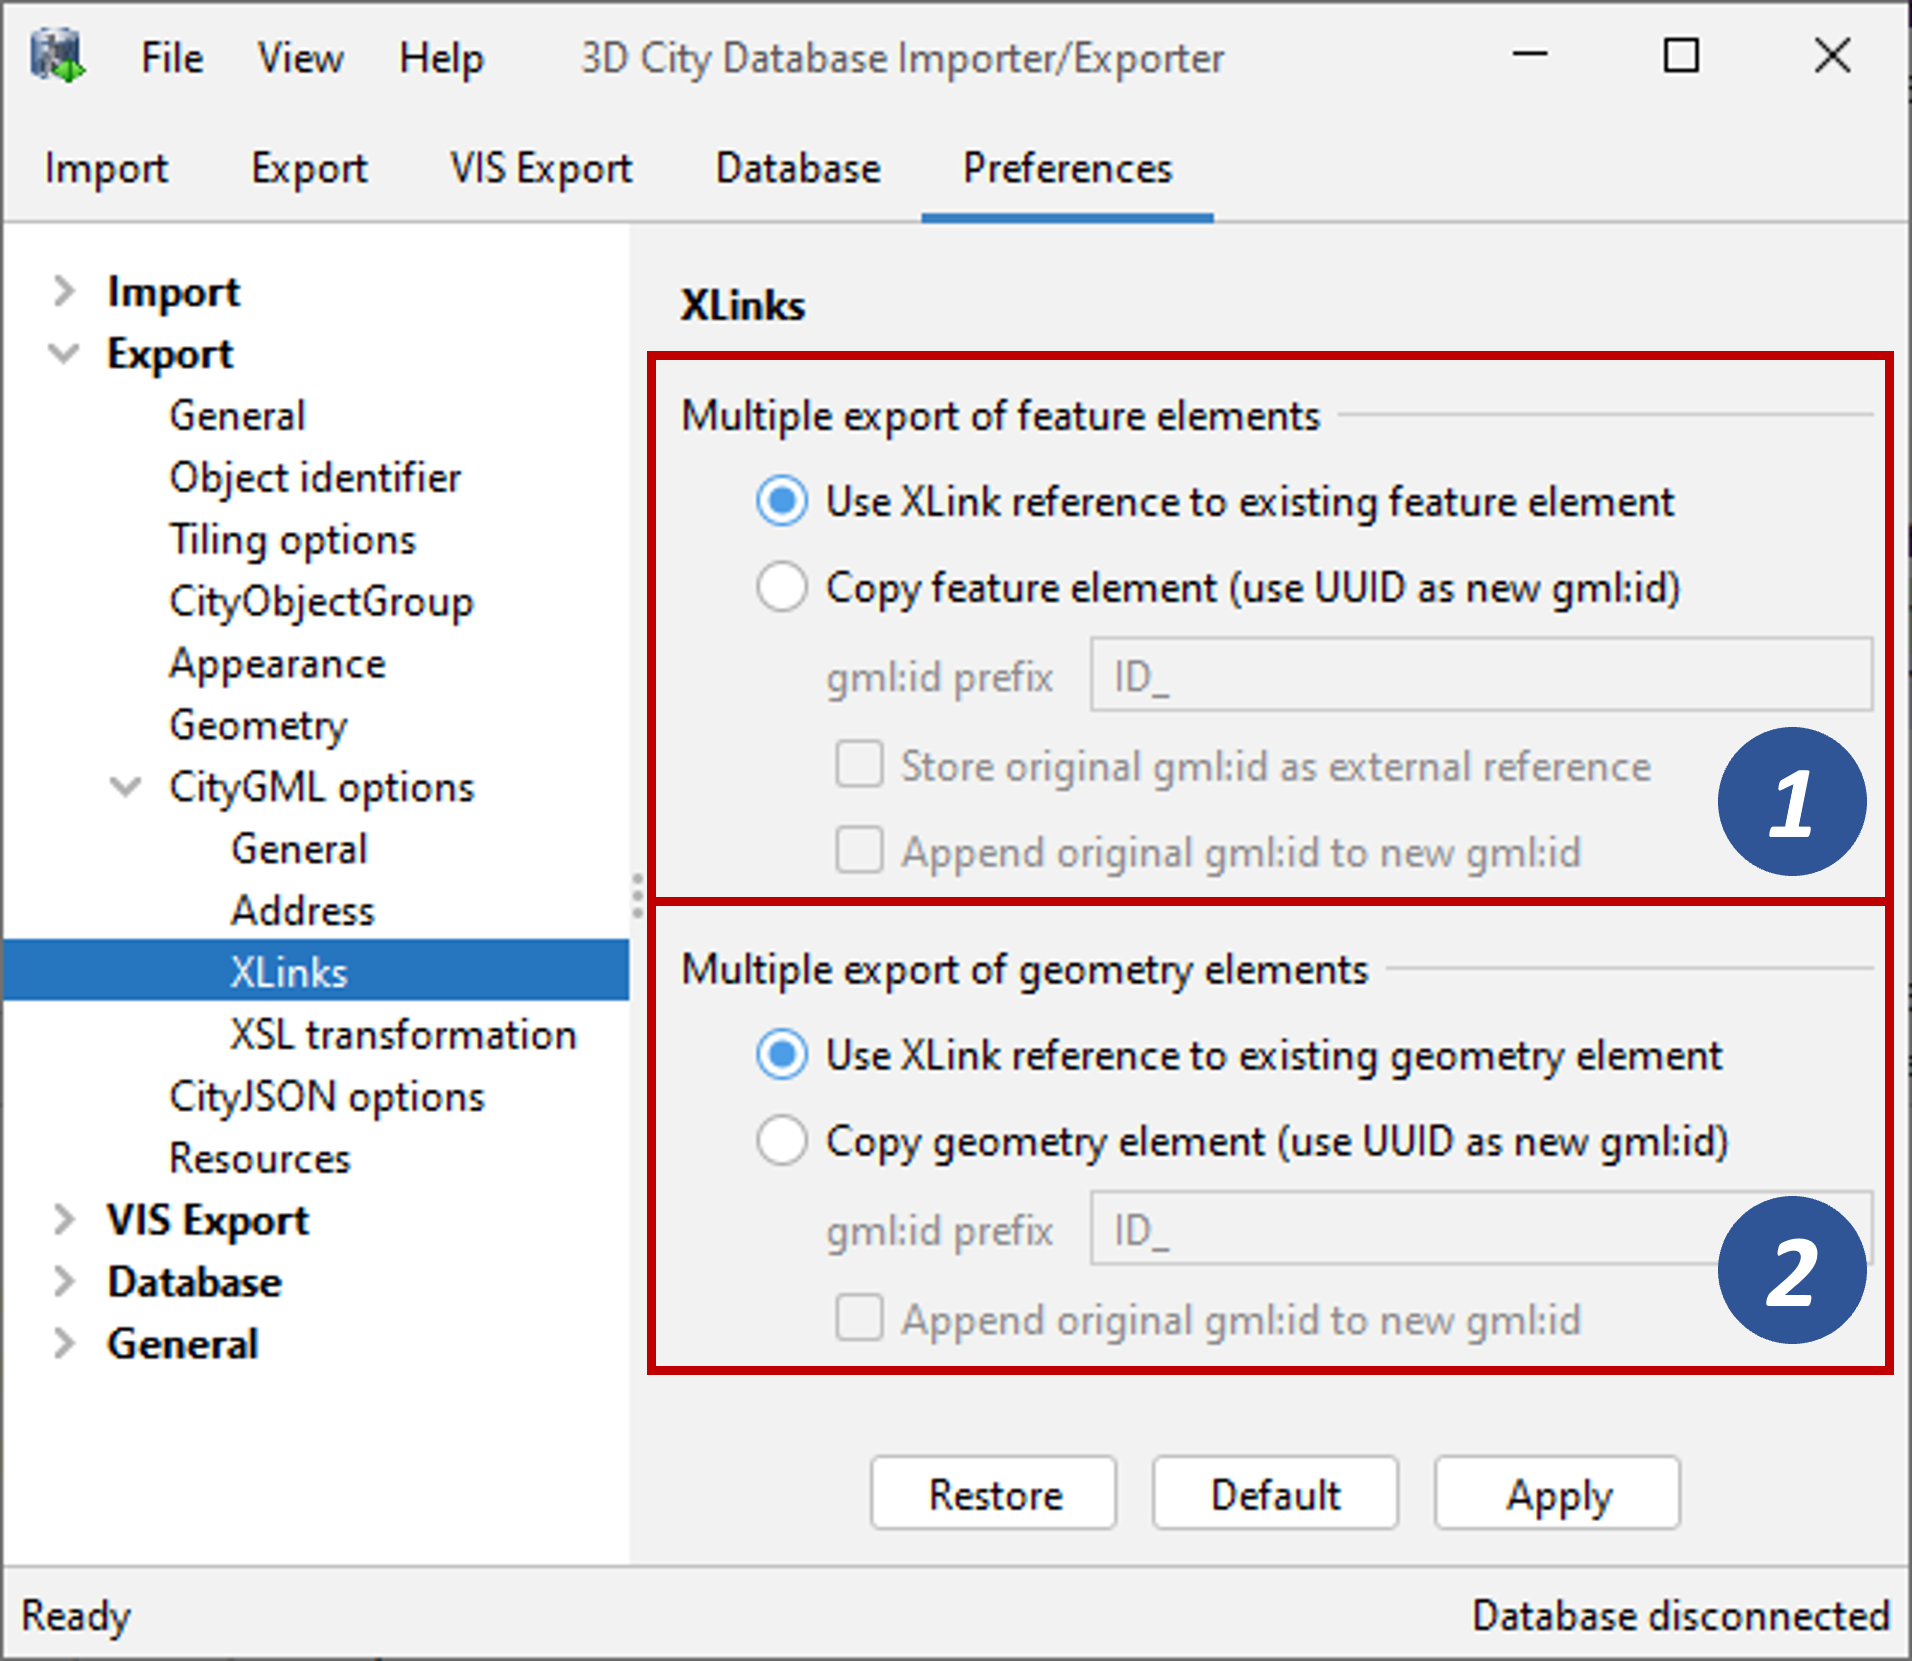 File View Help 3D City Database Importer/Exporter
Import Export VIS Export Database Preferences
Import
Export
General
Object identifier
Tiling options
CityObjectGroup
Appearance
Geometry
CityGML options
General
Address
XLinks
XSL transformation
CityJSON options
Resources
VIS Export
Database
General
XLinks
Multiple export of feature elements
Use XLink reference to existing feature element
Copy feature element (use UUID as new gml:id)
gml:id prefix ID_
Store original gml:id as external reference
Append original gml:id to new gml:id
1
Multiple export of geometry elements
Use XLink reference to existing geometry element
Copy geometry element (use UUID as new gml:id)
gml:id prefix ID_
Append original gml:id to new gml:id
2
Restore Default Apply
Ready Database disconnected